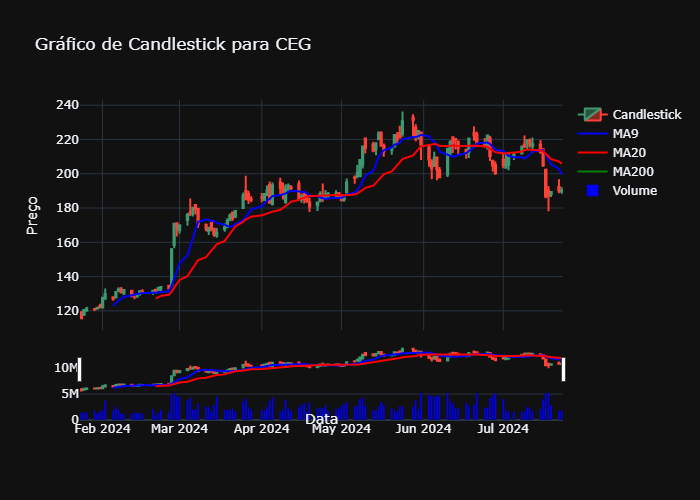 Gráfico de Candlestick para CEG
240
220
200
180
160
140
120
Preço
Candlestick
MA9
MA20
MA200
Volume
10M
5M
0
Data
Feb 2024
Mar 2024
Apr 2024
May 2024
Jun 2024
Jul 2024